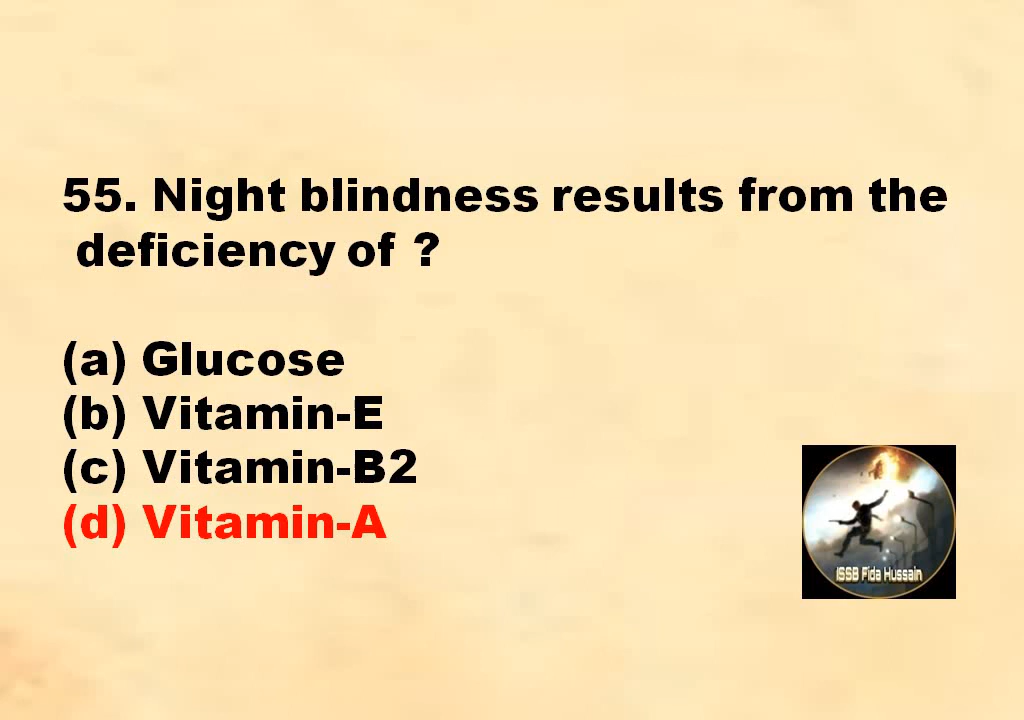 55. Night blindness results from the
deficiency of ?
(a) Glucose
(b) Vitamin-E
(c) Vitamin-B2
(d) Vitamin-A
ISSB Fida Hussain